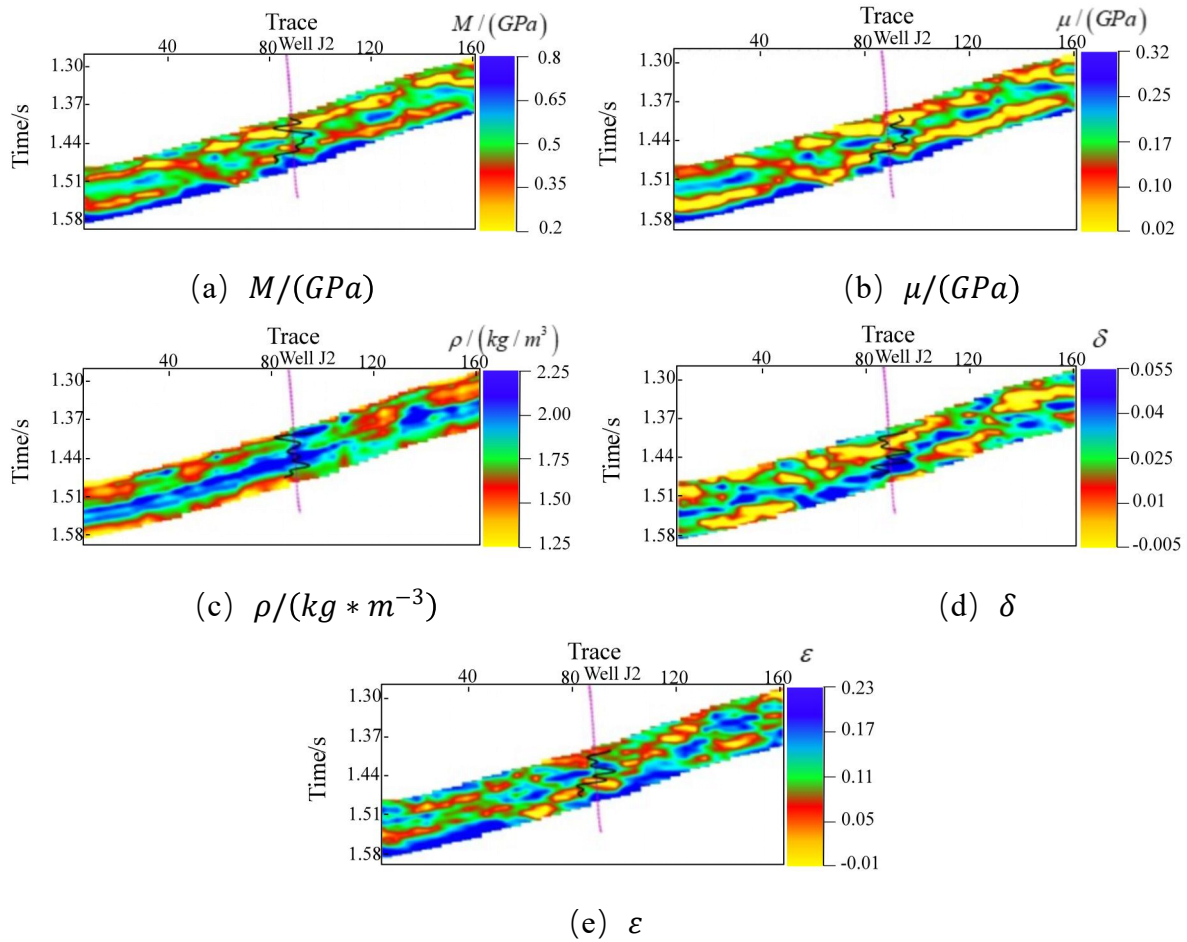 Trace M/(GPa)
40 80 Well J2 120 160
Time/s
1.30
1.37
1.44
1.51
1.58
0.8
0.65
0.5
0.35
0.2
(a) M/(GPa)
Trace μ/(GPa)
40 80 Well J2 120 160
Time/s
1.30
1.37
1.44
1.51
1.58
0.32
0.25
0.17
0.10
0.02
(b) μ/(GPa)
Trace ρ/(kg/m³)
40 80 Well J2 120 160
Time/s
1.30
1.37
1.44
1.51
1.58
2.25
2.00
1.75
1.50
1.25
(c) ρ/(kg * m⁻³)
Trace δ
40 80 Well J2 120 160
Time/s
1.30
1.37
1.44
1.51
1.58
0.055
0.04
0.025
0.01
-0.005
(d) δ
Trace ε
40 80 Well J2 120 160
Time/s
1.30
1.37
1.44
1.51
1.58
0.23
0.17
0.11
0.05
-0.01
(e) ε